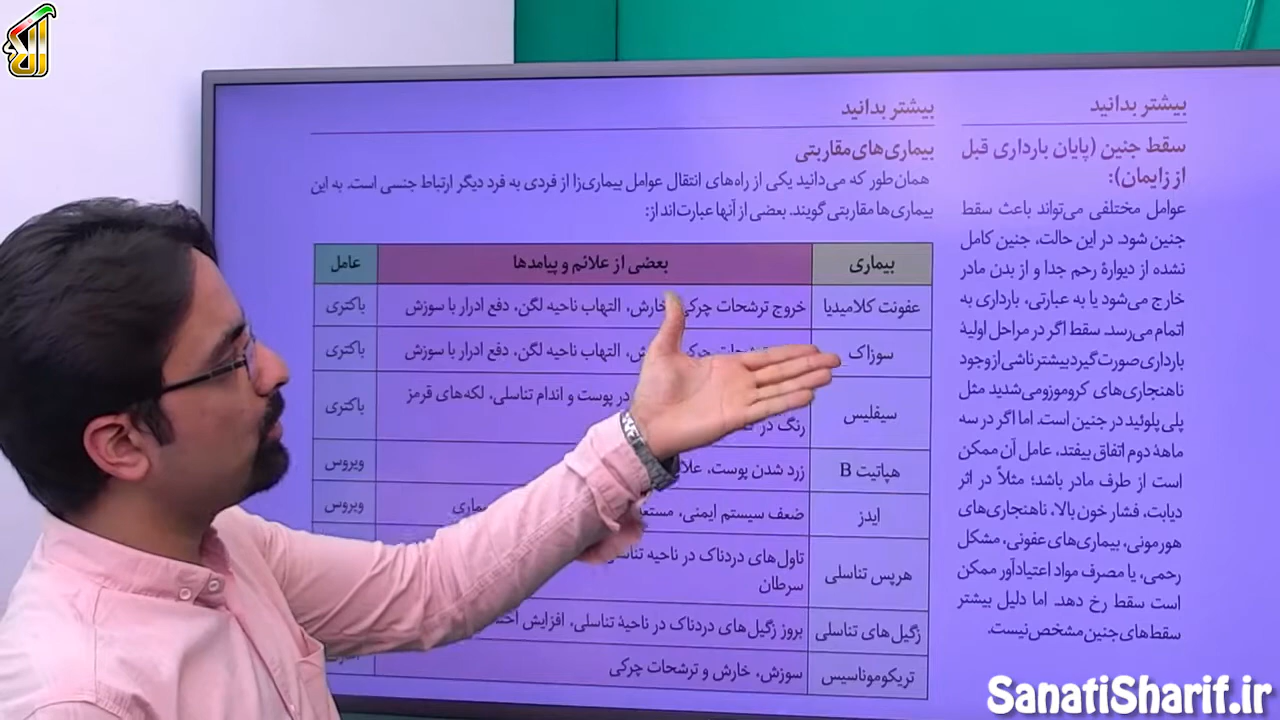 بیشتر بدانید
سقط جنین (پایان بارداری قبل
از زایمان):
عوامل مختلفی می‌تواند باعث سقط
جنین شود. در این حالت، جنین کامل
نشده از دیوارهٔ رحم جدا و از بدن مادر
خارج می‌شود یا به عبارتی، بارداری به
اتمام می‌رسد. سقط اگر در مراحل اولیهٔ
بارداری صورت گیرد بیشتر ناشی از وجود
ناهنجاری‌های کروموزومی شدید مثل
پلی پلوئید در جنین است. اما اگر در سه
ماههٔ دوم اتفاق بیفتد، عامل آن ممکن
است از طرف مادر باشد؛ مثلاً در اثر
دیابت، فشار خون بالا، ناهنجاری‌های
هورمونی، بیماری‌های عفونی، مشکل
رحمی، یا مصرف مواد اعتیادآور ممکن
است سقط رخ دهد. اما دلیل بیشتر
سقط‌های جنین مشخص نیست.
بیشتر بدانید
بیماری‌های مقاربتی
همان‌طور که می‌دانید یکی از راه‌های انتقال عوامل بیماری‌زا از فردی به فرد دیگر ارتباط جنسی است. به این
بیماری‌ها مقاربتی گویند. بعضی از آنها عبارت‌اند از:
بیماری بعضی از علائم و پیامدها عامل
عفونت کلامیدیا خروج ترشحات چرکی، خارش، التهاب ناحیه لگن، دفع ادرار با سوزش باکتری
سوزاک ترشحات چرکی، التهاب ناحیه لگن، دفع ادرار با سوزش باکتری
سیفلیس در پوست و اندام تناسلی، لکه‌های قرمز باکتری
رنگ در
هپاتیت B زرد شدن پوست، ویروس
ایدز ضعف سیستم ایمنی، بیماری ویروس
هرپس تناسلی تاول‌های دردناک در ناحیه تناسلی
سرطان
زگیل های تناسلی بروز زگیل‌های دردناک در ناحیهٔ تناسلی، افزایش
تریکوموناسیس سوزش، خارش و ترشحات چرکی
SanatiSharif.ir